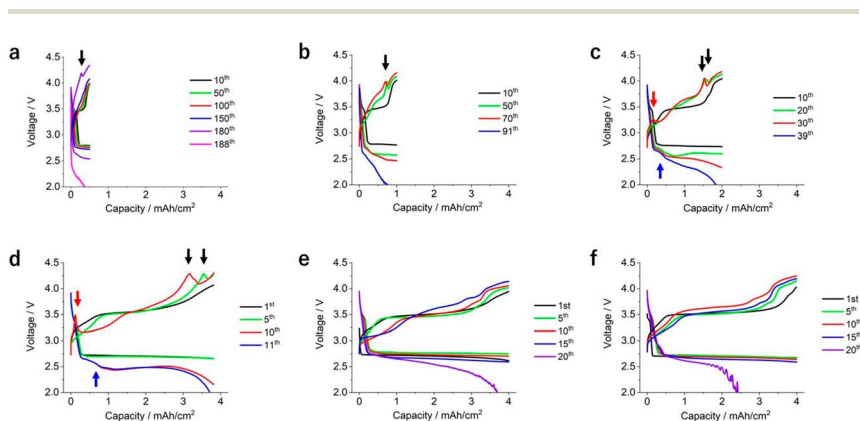 a
Voltage / V
4.5
4.0
3.5
3.0
2.5
2.0
0 1 2 3 4
Capacity / mAh/cm²
10th
50th
100th
150th
180th
188th
b
Voltage / V
4.5
4.0
3.5
3.0
2.5
2.0
0 1 2 3 4
Capacity / mAh/cm²
10th
50th
70th
91th
c
Voltage / V
4.5
4.0
3.5
3.0
2.5
2.0
0 1 2 3 4
Capacity / mAh/cm²
10th
20th
30th
39th
d
Voltage / V
4.5
4.0
3.5
3.0
2.5
2.0
0 1 2 3 4
Capacity / mAh/cm²
1st
5th
10th
11th
e
Voltage / V
4.5
4.0
3.5
3.0
2.5
2.0
0 1 2 3 4
Capacity / mAh/cm²
1st
5th
10th
15th
20th
f
Voltage / V
4.5
4.0
3.5
3.0
2.5
2.0
0 1 2 3 4
Capacity / mAh/cm²
1st
5th
10th
15th
20th